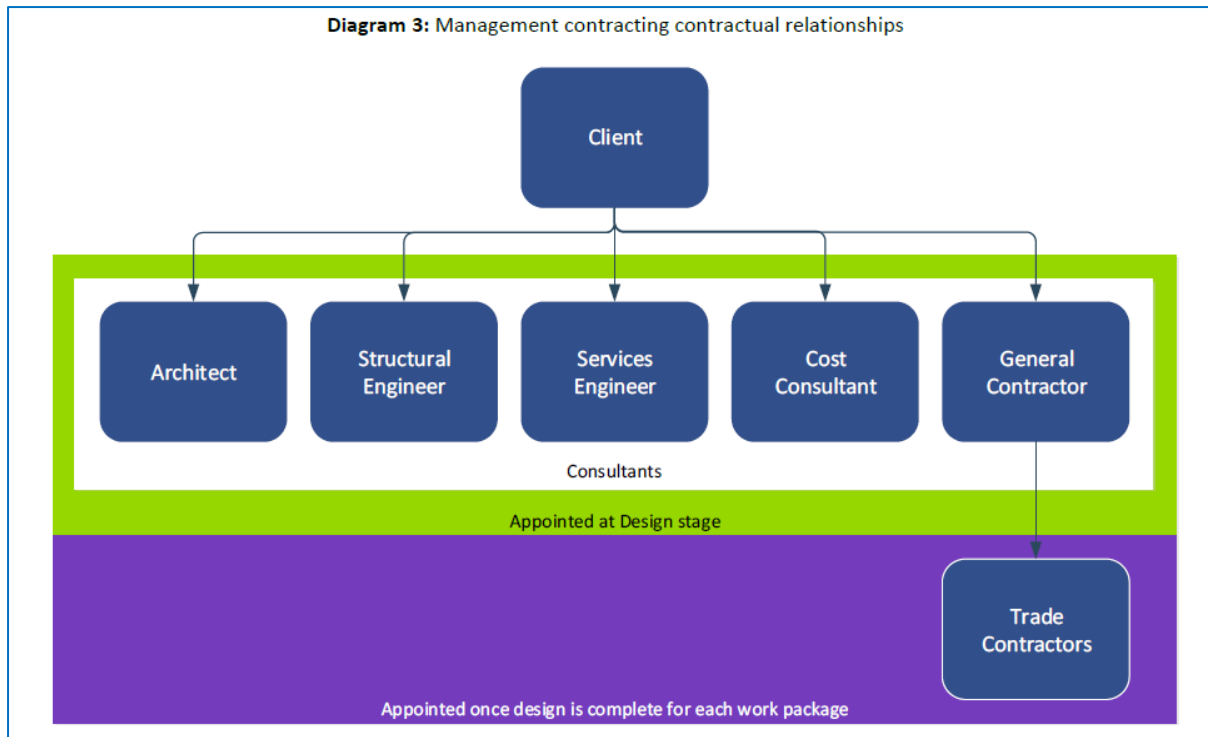 Diagram 3: Management contracting contractual relationships
Client
Architect
Structural
Engineer
Services
Engineer
Cost
Consultant
General
Contractor
Consultants
Appointed at Design stage
Trade
Contractors
Appointed once design is complete for each work package